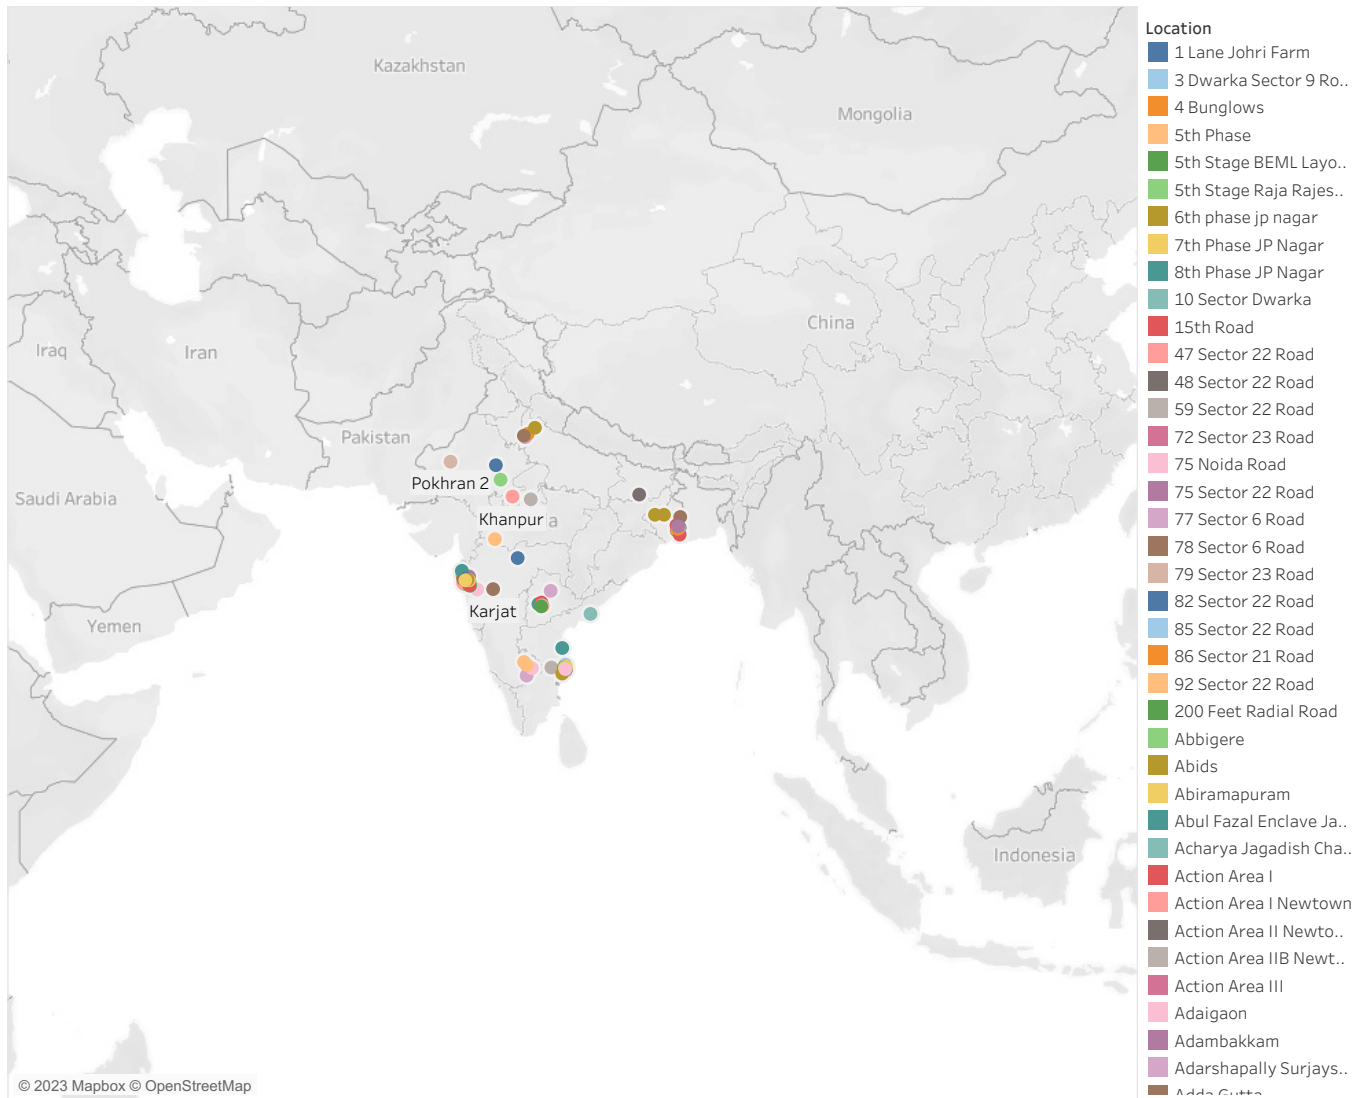 Kazakhstan
Mongolia
China
Iraq
Iran
Pakistan
Saudi Arabia
Pokhran 2
Khanpur
a
Karjat
Yemen
Indonesia
© 2023 Mapbox © OpenStreetMap
Location
1 Lane Johri Farm
3 Dwarka Sector 9 Ro..
4 Bunglows
5th Phase
5th Stage BEML Layo..
5th Stage Raja Rajes..
6th phase jp nagar
7th Phase JP Nagar
8th Phase JP Nagar
10 Sector Dwarka
15th Road
47 Sector 22 Road
48 Sector 22 Road
59 Sector 22 Road
72 Sector 23 Road
75 Noida Road
75 Sector 22 Road
77 Sector 6 Road
78 Sector 6 Road
79 Sector 23 Road
82 Sector 22 Road
85 Sector 22 Road
86 Sector 21 Road
92 Sector 22 Road
200 Feet Radial Road
Abbigere
Abids
Abiramapuram
Abul Fazal Enclave Ja..
Acharya Jagadish Cha..
Action Area I
Action Area I Newtown
Action Area II Newto..
Action Area IIB Newt..
Action Area III
Adaigaon
Adambakkam
Adarshapally Surjays..
Adda Gutta